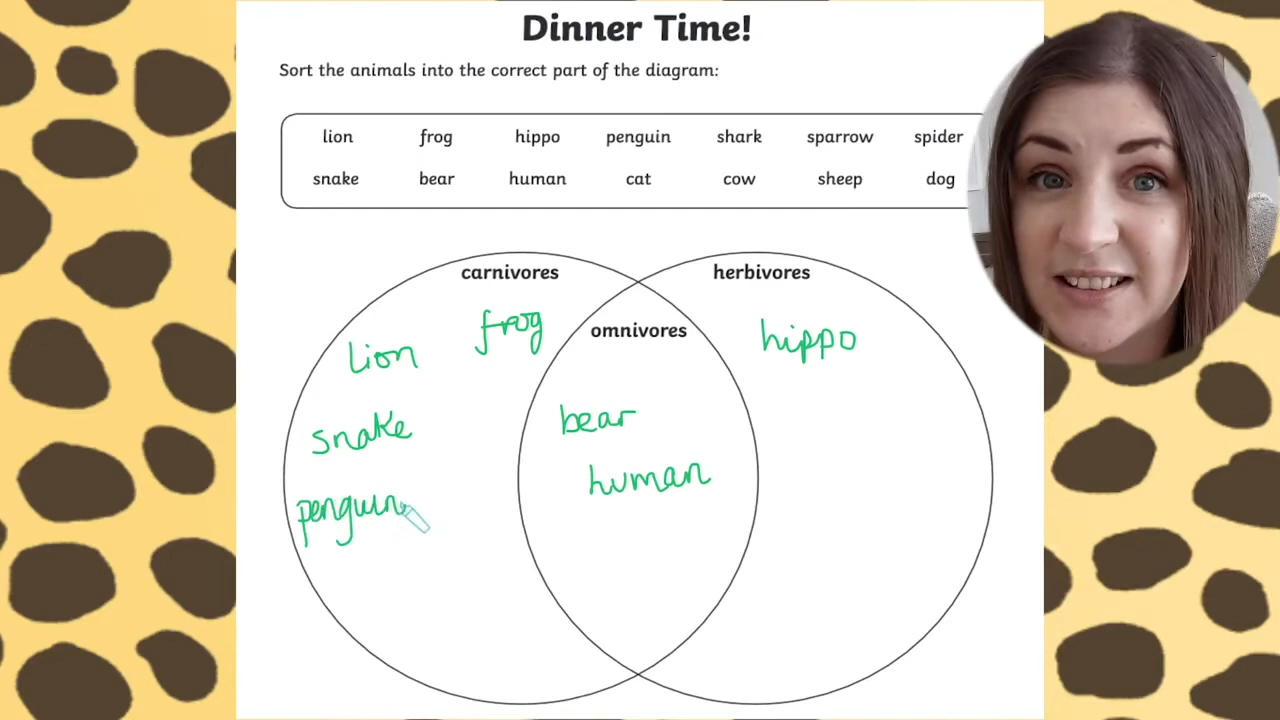 Dinner Time!
Sort the animals into the correct part of the diagram:
lion frog hippo penguin shark sparrow spider
snake bear human cat cow sheep dog
carnivores herbivores
omnivores
frog
lion
hippo
bear
snake
human
penguin